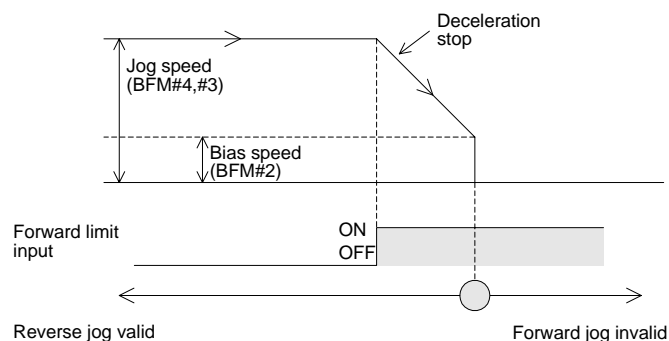 Deceleration
stop
Jog speed
(BFM#4,#3)
Bias speed
(BFM#2)
Forward limit
input
ON
OFF
Reverse jog valid
Forward jog invalid